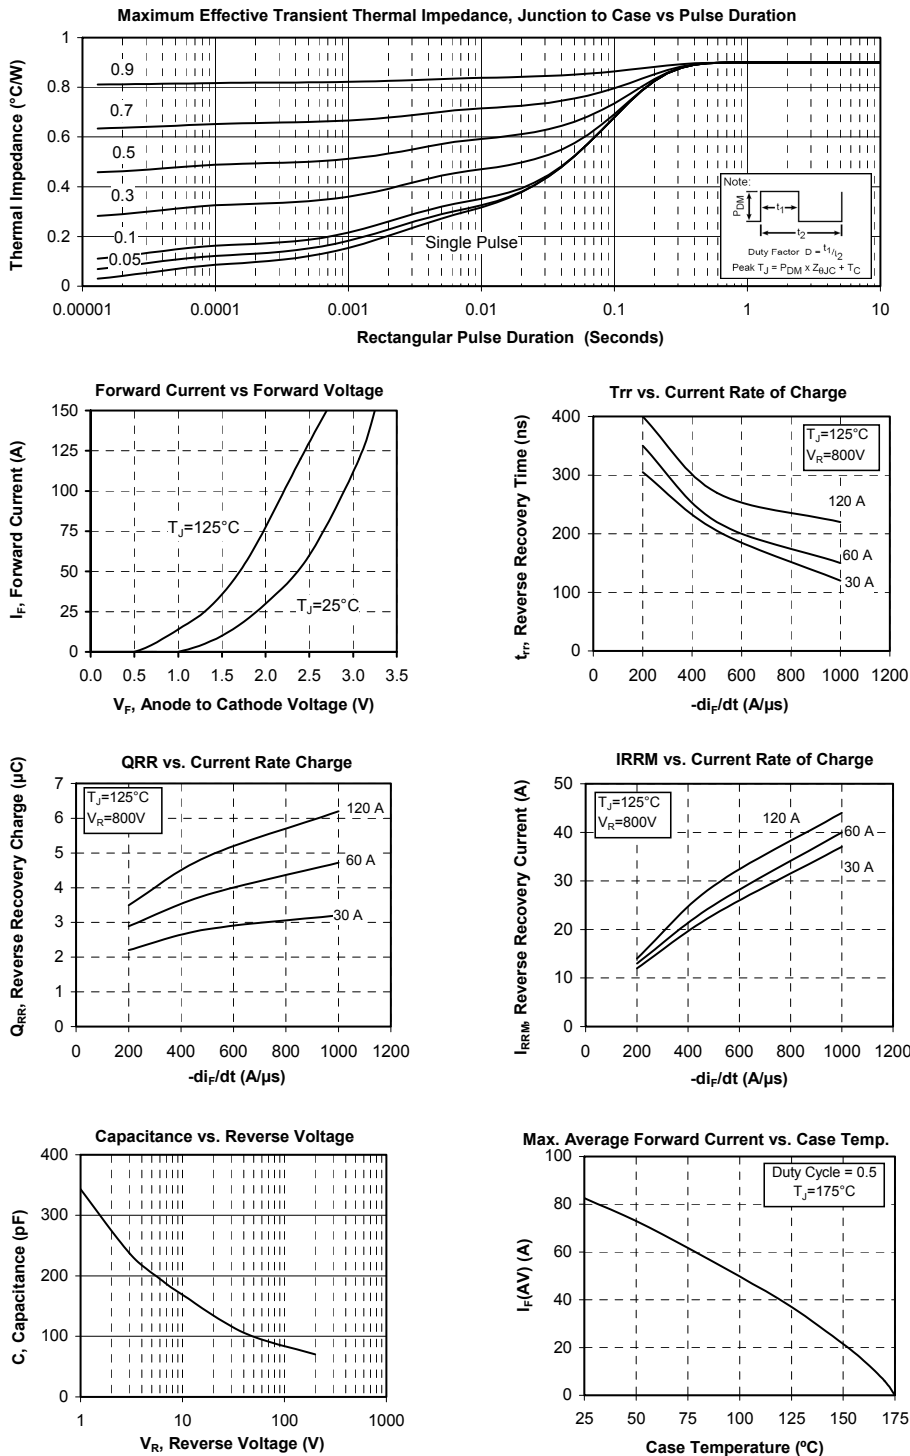 Maximum Effective Transient Thermal Impedance, Junction to Case vs Pulse Duration
Thermal Impedance (°C/W)
1
0.8
0.6
0.4
0.2
0
0.9
0.7
0.5
0.3
0.1
0.05
Single Pulse
Note:
PDM
t1
t2
Duty Factor D = t1/t2
Peak TJ = PDM x ZθJC + TC
0.00001 0.0001 0.001 0.01 0.1 1 10
Rectangular Pulse Duration (Seconds)
Forward Current vs Forward Voltage
IF, Forward Current (A)
150
125
100
75
50
25
0
TJ=125°C
TJ=25°C
0.0 0.5 1.0 1.5 2.0 2.5 3.0 3.5
VF, Anode to Cathode Voltage (V)
Trr vs. Current Rate of Charge
trr, Reverse Recovery Time (ns)
400
300
200
100
0
TJ=125°C
VR=800V
120 A
60 A
30 A
0 200 400 600 800 1000 1200
-diF/dt (A/µs)
QRR vs. Current Rate Charge
QRR, Reverse Recovery Charge (µC)
7
6
5
4
3
2
1
0
TJ=125°C
VR=800V
120 A
60 A
30 A
0 200 400 600 800 1000 1200
-diF/dt (A/µs)
IRRM vs. Current Rate of Charge
IRRM, Reverse Recovery Current (A)
50
40
30
20
10
0
TJ=125°C
VR=800V
120 A
60 A
30 A
0 200 400 600 800 1000 1200
-diF/dt (A/µs)
Capacitance vs. Reverse Voltage
C, Capacitance (pF)
400
300
200
100
0
1 10 100 1000
VR, Reverse Voltage (V)
Max. Average Forward Current vs. Case Temp.
IF(AV) (A)
100
80
60
40
20
0
Duty Cycle = 0.5
TJ=175°C
25 50 75 100 125 150 175
Case Temperature (ºC)